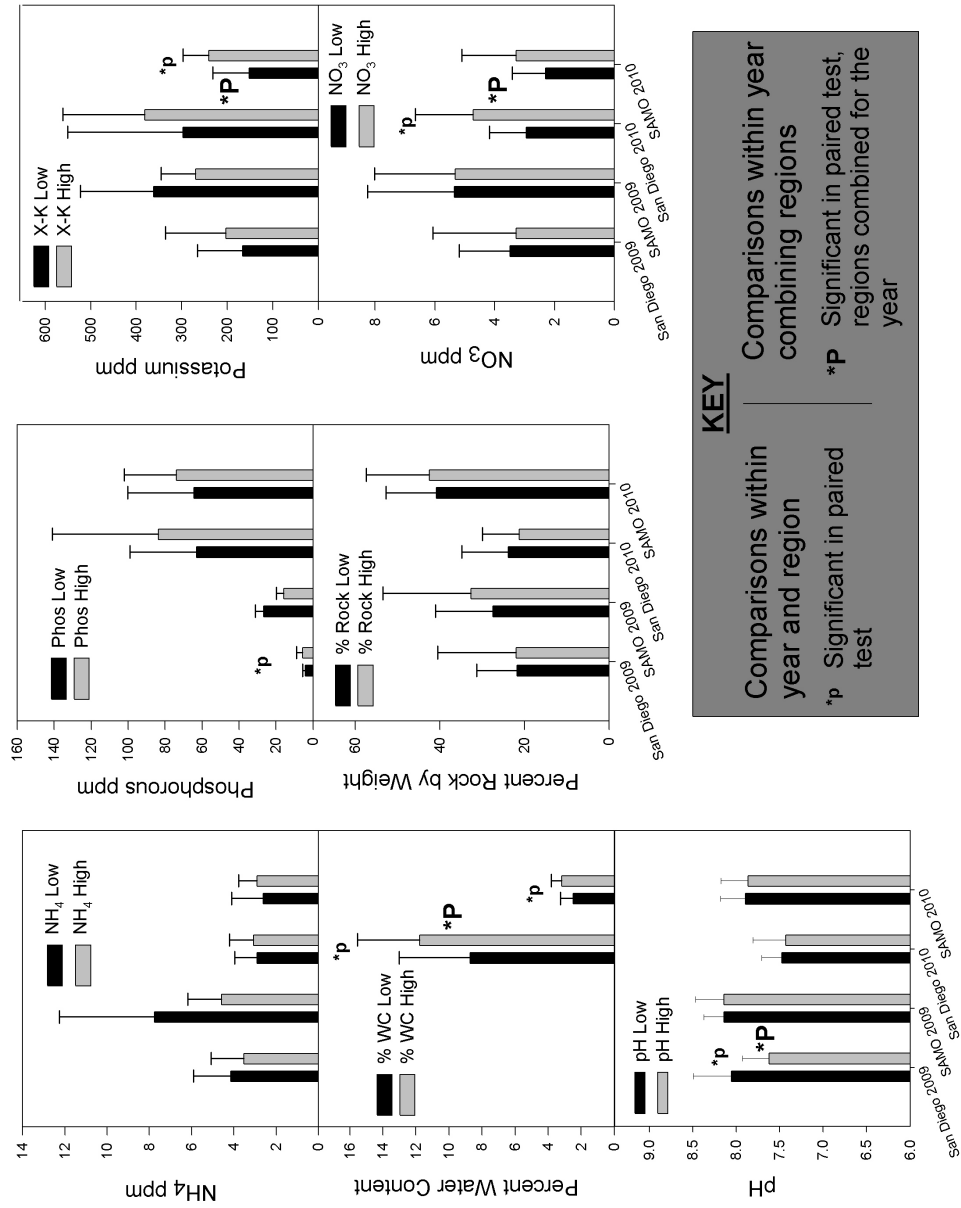 NH4 ppm
14
12
10
8
6
4
2
0
NH4 Low
NH4 High
Percent Water Content
14
12
10
8
6
4
2
0
% WC Low
% WC High
*p
*P
*p
pH
9.0
8.5
8.0
7.5
7.0
6.5
6.0
pH Low
pH High
*p
*P
San Diego 2009
SAMO 2009
San Diego 2010
SAMO 2010
Phosphorous ppm
160
140
120
100
80
60
40
20
0
Phos Low
Phos High
*p
Percent Rock by Weight
60
40
20
0
% Rock Low
% Rock High
San Diego 2009
SAMO 2009
San Diego 2010
SAMO 2010
Potassium ppm
600
500
400
300
200
100
0
X-K Low
X-K High
*p
*P
NO3 ppm
8
6
4
2
0
NO3 Low
NO3 High
*p
*P
San Diego 2009
SAMO 2009
San Diego 2010
SAMO 2010
KEY
Comparisons within
year and region
*p Significant in paired
test
Comparisons within year
combining regions
*P Significant in paired test,
regions combined for the
year